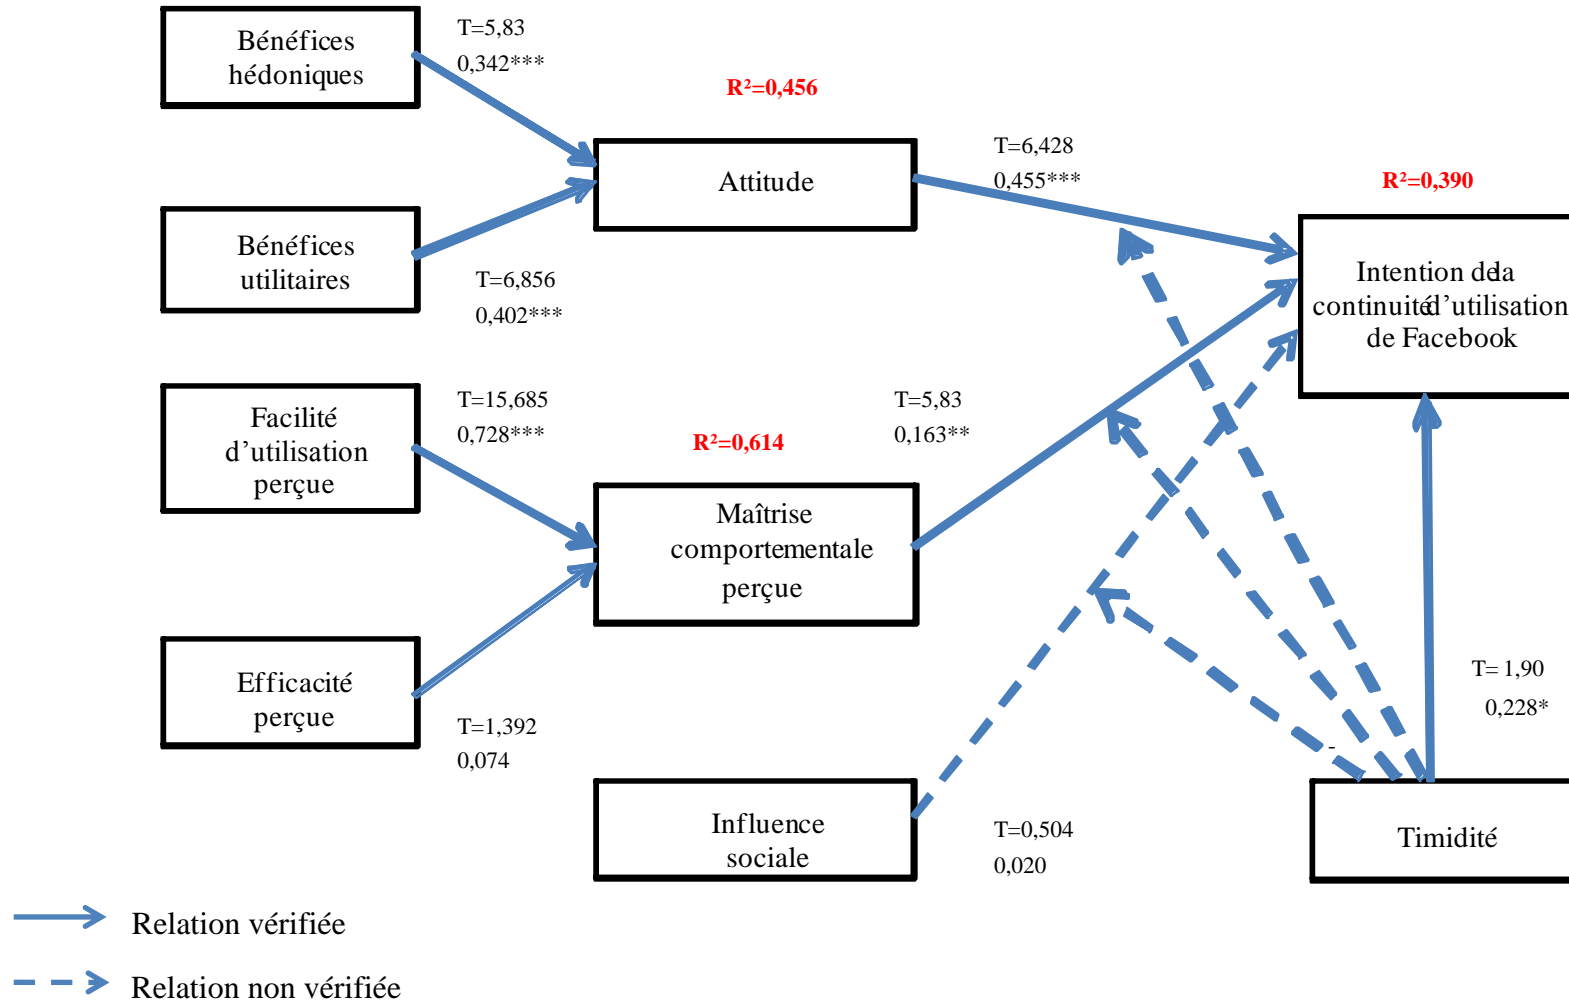 Bénéfices
hédoniques
T=5,83
0,342***
R²=0,456
Attitude
T=6,428
0,455***
R²=0,390
Bénéfices
utilitaires
T=6,856
0,402***
Intention de la
continuité d’utilisation
de Facebook
Facilité
d’utilisation
perçue
T=15,685
0,728***
R²=0,614
T=5,83
0,163**
Maîtrise
comportementale
perçue
Efficacité
perçue
T=1,392
0,074
T= 1,90
0,228*
-
Influence
sociale
T=0,504
0,020
Timidité
Relation vérifiée
Relation non vérifiée